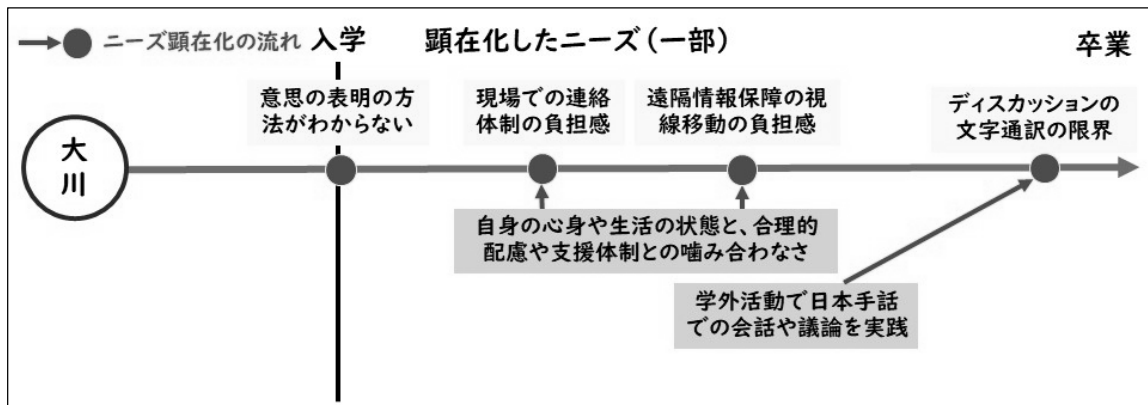 ニーズ顕在化の流れ
入学
顕在化したニーズ(一部)
卒業
意思の表明の方
法がわからない
現場での連絡
体制の負担感
遠隔情報保障の視
線移動の負担感
ディスカッションの
文字通訳の限界
大
川
自身の心身や生活の状態と、合理的
配慮や支援体制との噛み合わなさ
学外活動で日本手話
での会話や議論を実践